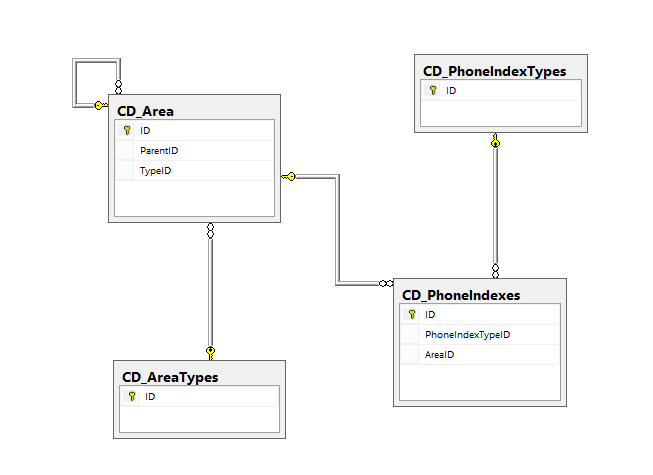 CD_PhoneIndexTypes
ID
CD_Area
ID
ParentID
TypeID
CD_PhoneIndexes
ID
PhoneIndexTypeID
AreaID
CD_AreaTypes
ID